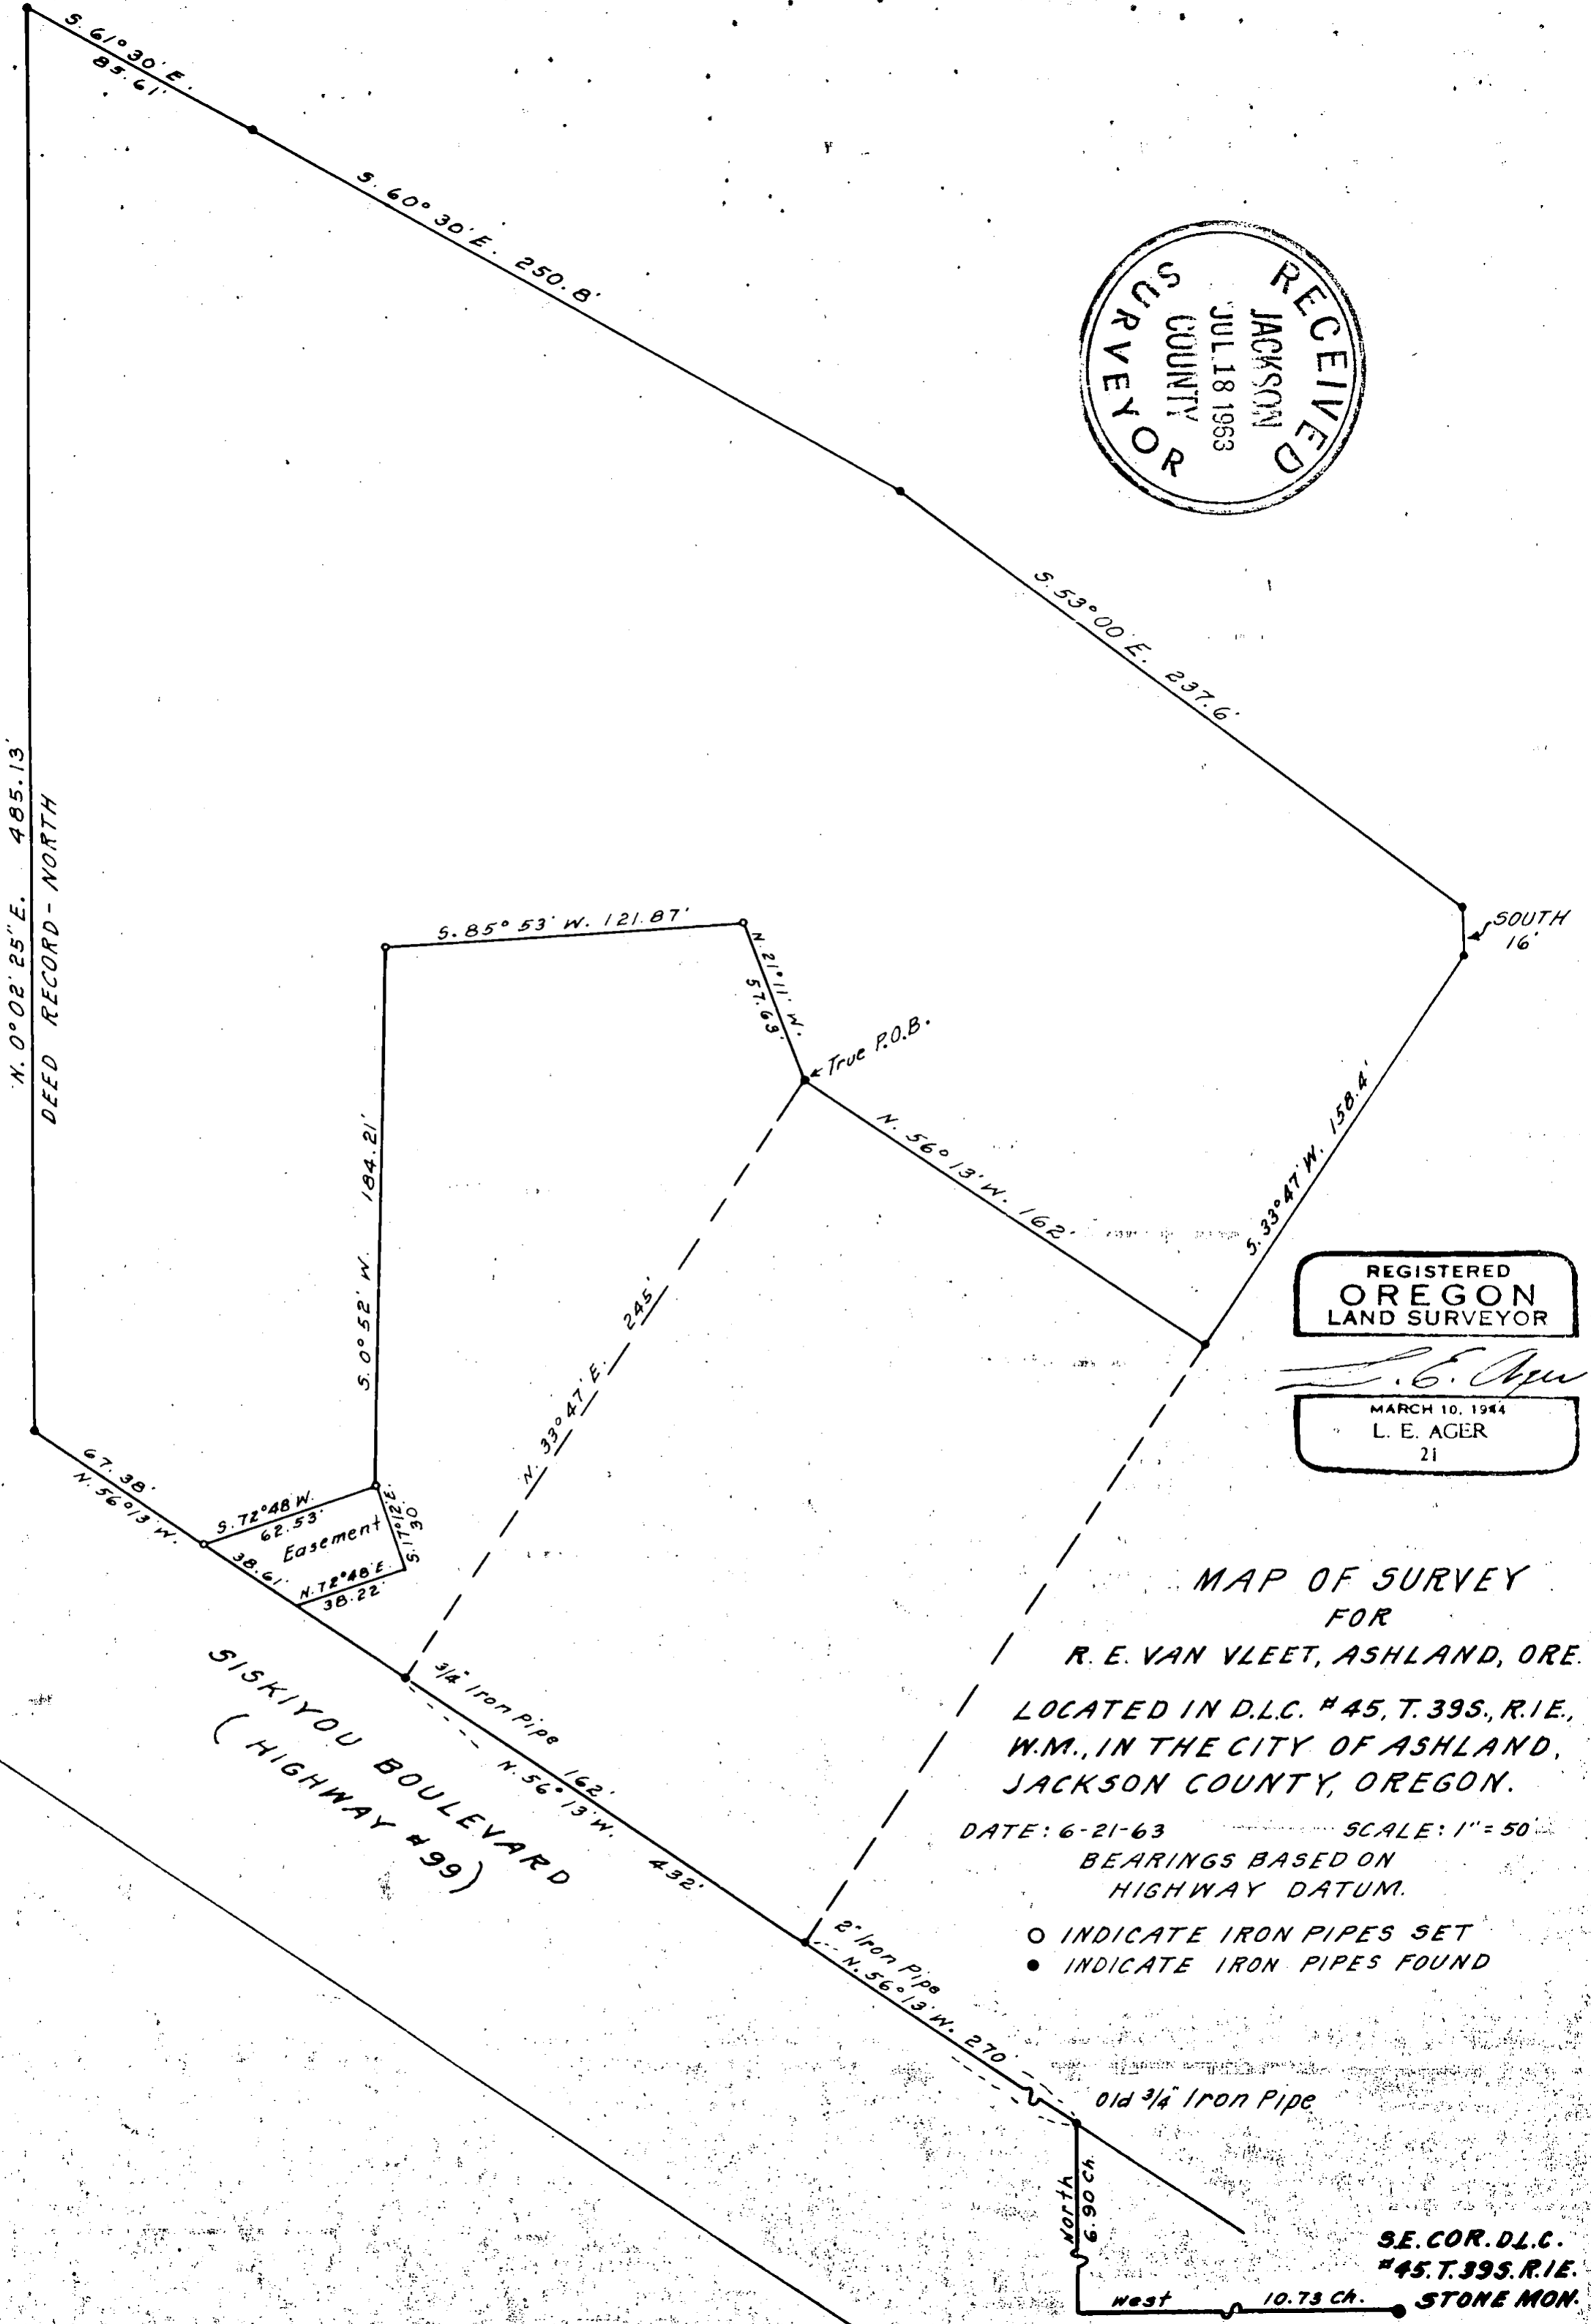 S. 61° 30' E.
85.61'
S. 60° 30' E. 250.8'
RECEIVED
JACKSON
JUL 18 1963
COUNTY
SURVEYOR
S. 53° 00' E. 237.6'
N. 0° 02' 25" E. 485.13'
DEED RECORD - NORTH
SOUTH
16'
S. 85° 53' W. 121.87'
N. 21° 11' W.
57.63'
True P.O.B.
N. 56° 13' W. 162'
S. 33° 47' W. 158.4'
S. 0° 52' W. 184.21'
N. 33° 47' E. 245'
REGISTERED
OREGON
LAND SURVEYOR
L. E. Ager
MARCH 10, 1944
L. E. AGER
21
67.38'
N. 56° 13' W.
S. 72° 48' W.
62.53'
Easement
S. 17° 12' E.
30'
38.61'
N. 72° 48' E.
38.22'
SISKIYOU BOULEVARD
( HIGHWAY #99)
3/4" Iron Pipe
162'
N. 56° 13' W.
432'
MAP OF SURVEY
FOR
R. E. VAN VLEET, ASHLAND, ORE.
LOCATED IN D.L.C. #45, T. 39S., R.1E.,
W.M., IN THE CITY OF ASHLAND,
JACKSON COUNTY, OREGON.
DATE: 6-21-63 SCALE: 1" = 50'
BEARINGS BASED ON
HIGHWAY DATUM.
O INDICATE IRON PIPES SET
● INDICATE IRON PIPES FOUND
2" Iron Pipe
N. 56° 13' W. 270'
Old 3/4" Iron Pipe
North
6.90 Ch.
West 10.73 Ch.
S.E. COR. D.L.C.
#45. T. 39S. R.1E.
STONE MON.